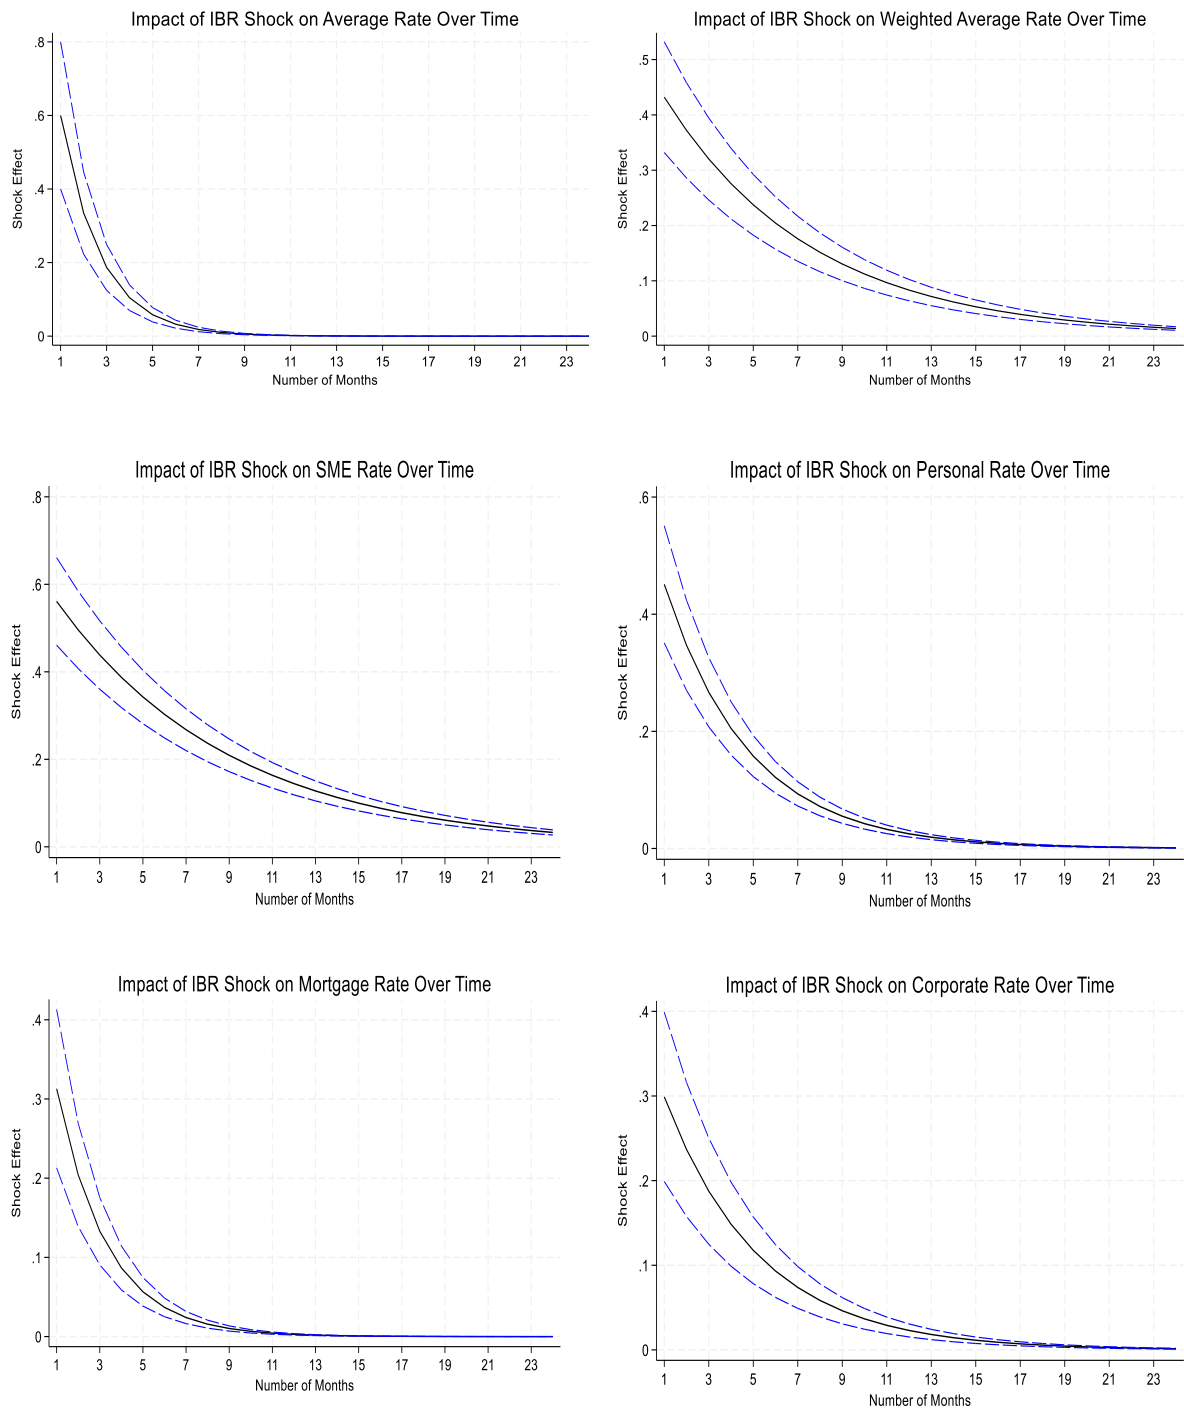 Impact of IBR Shock on Average Rate Over Time
Shock Effect
.8
.6
.4
.2
0
1 3 5 7 9 11 13 15 17 19 21 23
Number of Months
Impact of IBR Shock on Weighted Average Rate Over Time
Shock Effect
.5
.4
.3
.2
.1
0
1 3 5 7 9 11 13 15 17 19 21 23
Number of Months
Impact of IBR Shock on SME Rate Over Time
Shock Effect
.8
.6
.4
.2
0
1 3 5 7 9 11 13 15 17 19 21 23
Number of Months
Impact of IBR Shock on Personal Rate Over Time
Shock Effect
.6
.4
.2
0
1 3 5 7 9 11 13 15 17 19 21 23
Number of Months
Impact of IBR Shock on Mortgage Rate Over Time
Shock Effect
.4
.3
.2
.1
0
1 3 5 7 9 11 13 15 17 19 21 23
Number of Months
Impact of IBR Shock on Corporate Rate Over Time
Shock Effect
.4
.3
.2
.1
0
1 3 5 7 9 11 13 15 17 19 21 23
Number of Months